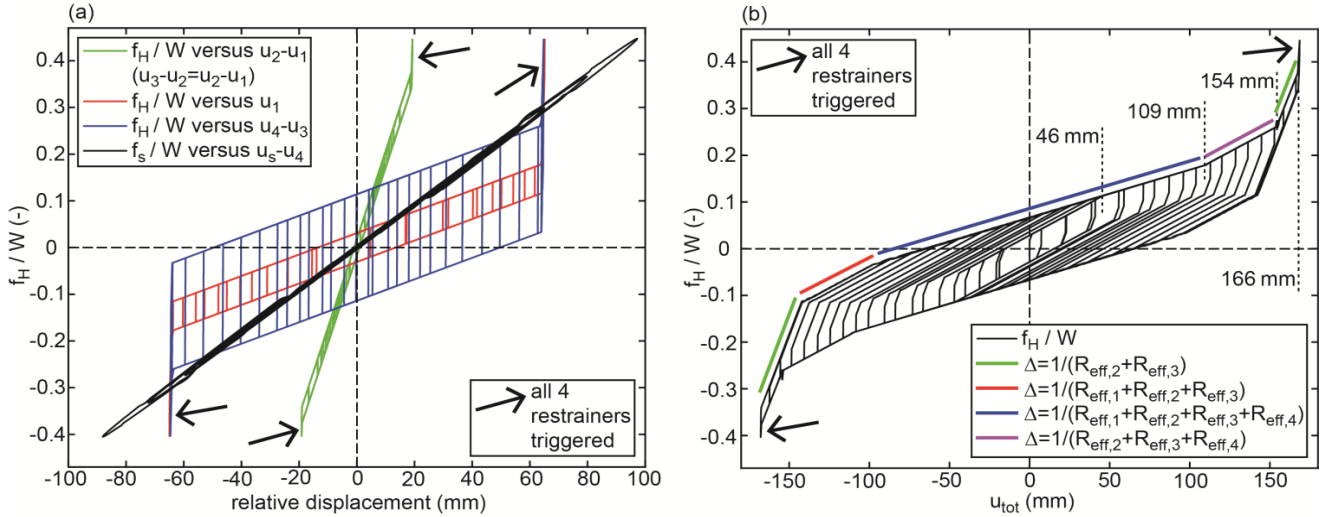 (a)
f_H / W versus u_2-u_1
(u_3-u_2=u_2-u_1)
f_H / W versus u_1
f_H / W versus u_4-u_3
f_s / W versus u_s-u_4
all 4
restrainers
triggered
f_H / W (-)
0.4
0.3
0.2
0.1
0
-0.1
-0.2
-0.3
-0.4
-100 -80 -60 -40 -20 0 20 40 60 80 100
relative displacement (mm)
(b)
all 4
restrainers
triggered
154 mm
109 mm
46 mm
166 mm
f_H / W
Δ=1/(R_eff,2+R_eff,3)
Δ=1/(R_eff,1+R_eff,2+R_eff,3)
Δ=1/(R_eff,1+R_eff,2+R_eff,3+R_eff,4)
Δ=1/(R_eff,2+R_eff,3+R_eff,4)
f_H / W (-)
0.4
0.3
0.2
0.1
0
-0.1
-0.2
-0.3
-0.4
-150 -100 -50 0 50 100 150
u_tot (mm)